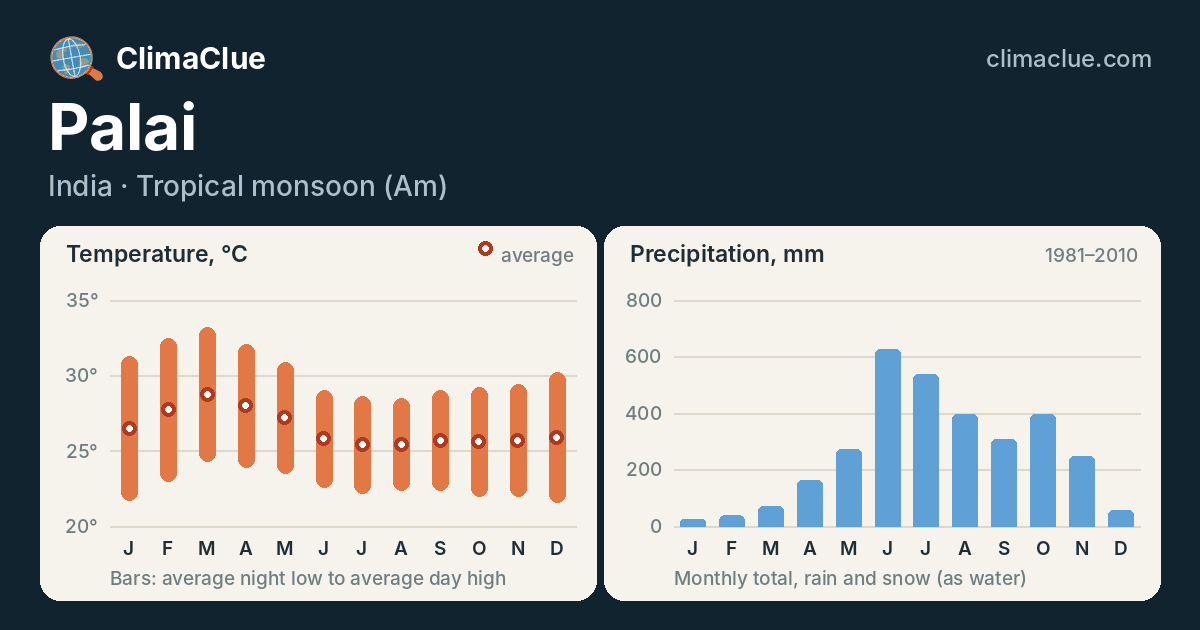 ClimaClue
climaclue.com
Palai
India · Tropical monsoon (Am)
Temperature, °C
average
35°
30°
25°
20°
J F M A M J J A S O N D
Bars: average night low to average day high
Precipitation, mm
1981–2010
800
600
400
200
0
J F M A M J J A S O N D
Monthly total, rain and snow (as water)